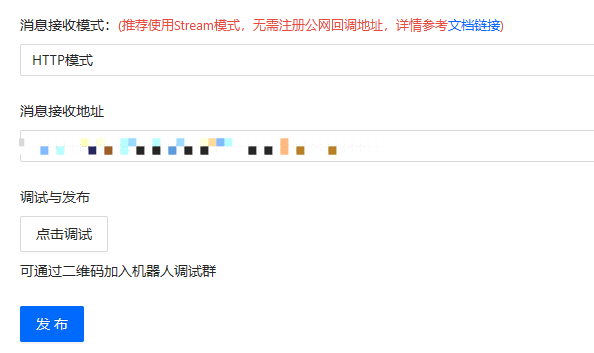 消息接收模式：(推荐使用Stream模式，无需注册公网回调地址，详情参考文档链接)
HTTP模式
消息接收地址
调试与发布
点击调试
可通过二维码加入机器人调试群
发 布